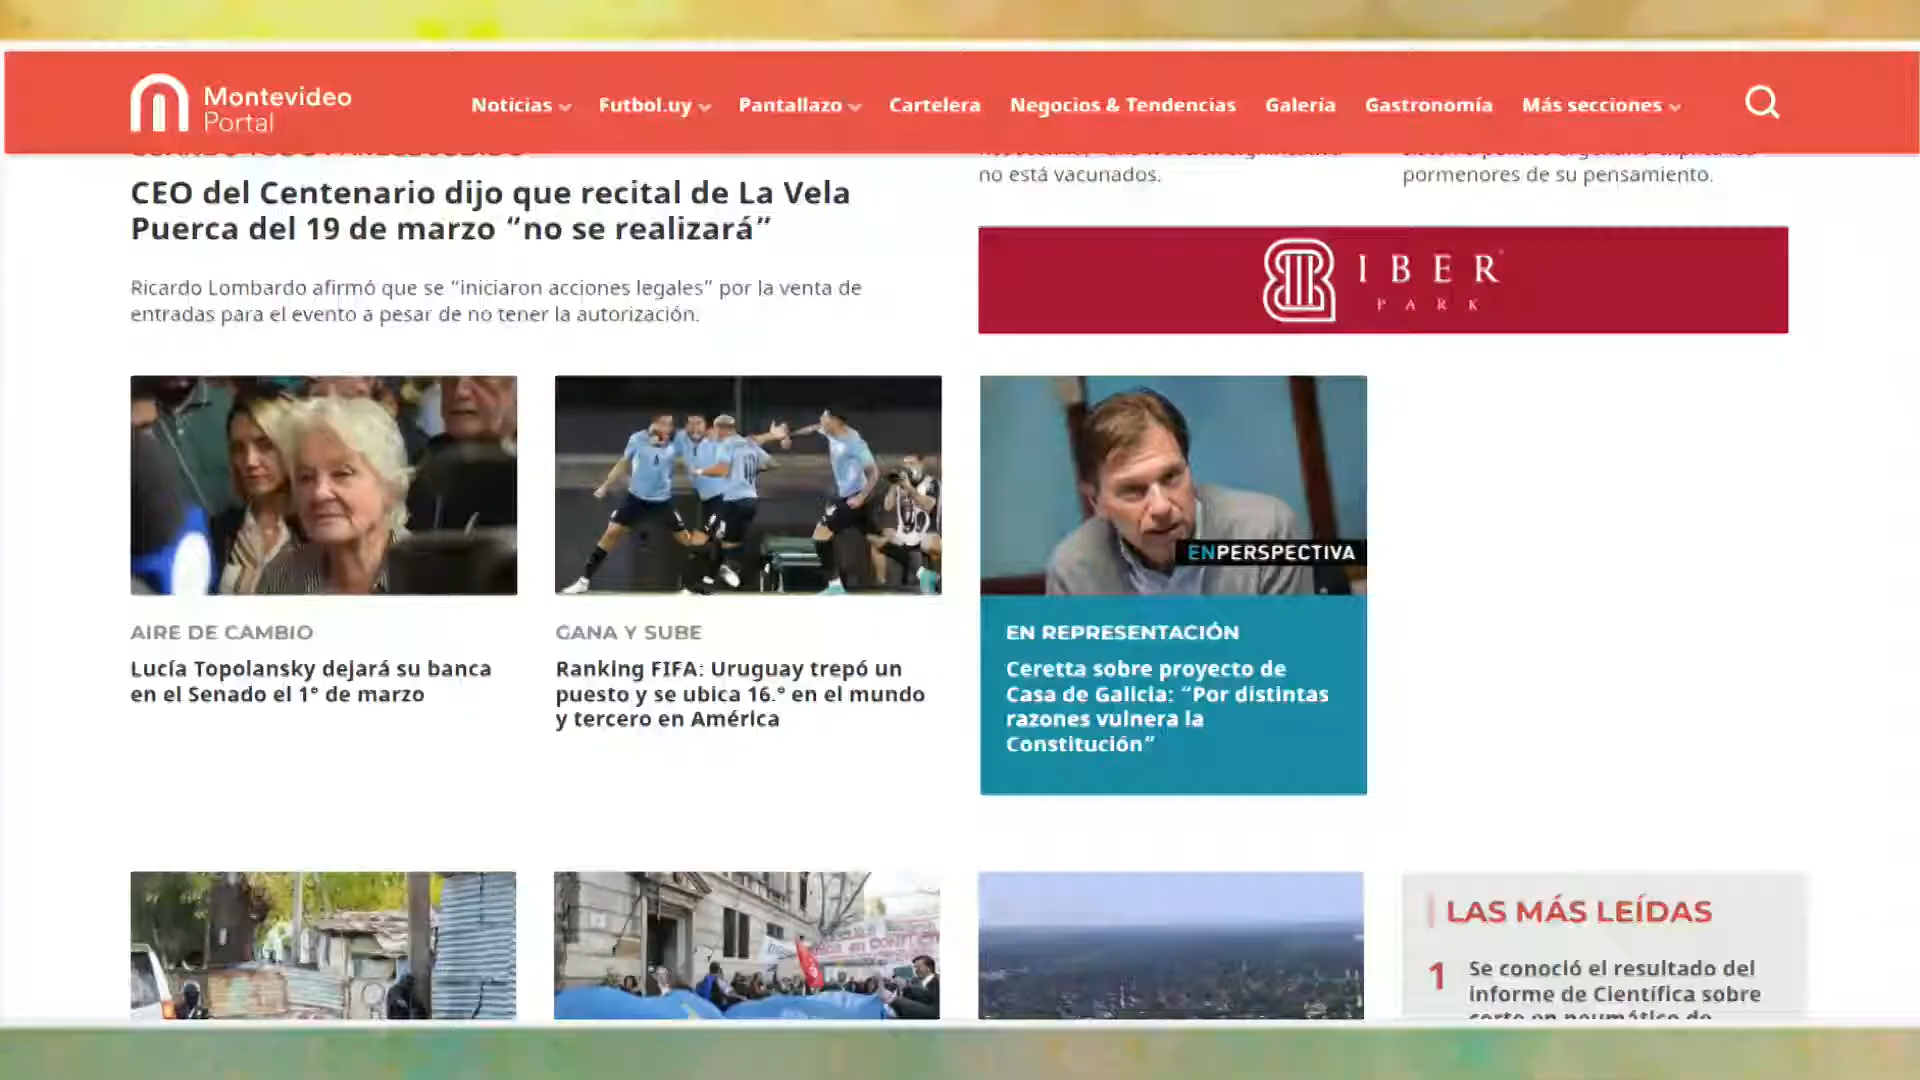 Montevideo
Portal
Noticias
Futbol.uy
Pantallazo
Cartelera
Negocios & Tendencias
Galería
Gastronomía
Más secciones
CEO del Centenario dijo que recital de La Vela
Puerca del 19 de marzo “no se realizará”
Ricardo Lombardo afirmó que se “iniciaron acciones legales” por la venta de
entradas para el evento a pesar de no tener la autorización.
no está vacunados.
pormenores de su pensamiento.
IBER
PARK
AIRE DE CAMBIO
Lucía Topolansky dejará su banca
en el Senado el 1° de marzo
GANA Y SUBE
Ranking FIFA: Uruguay trepó un
puesto y se ubica 16.° en el mundo
y tercero en América
ENPERSPECTIVA
EN REPRESENTACIÓN
Ceretta sobre proyecto de
Casa de Galicia: “Por distintas
razones vulnera la
Constitución”
LAS MÁS LEÍDAS
1 Se conoció el resultado del
informe de Científica sobre
corte en neumático de